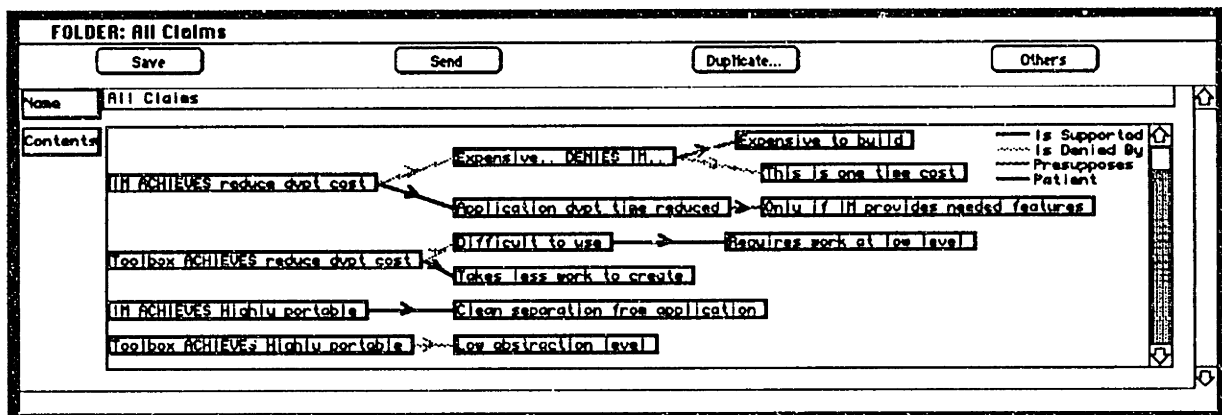 FOLDER: All Claims
Save Send Duplicate... Others
Name All Claims
Contents
Expensive to build
Is Supported
Is Denied By
Presupposes
Patient
Expensive.. DENIES IM..
This is one time cost
IM ACHIEVES reduce dvpt cost
Application dvpt time reduced
Only if IM provides needed features
Difficult to use
Requires work at low level
Toolbox ACHIEVES reduce dvpt cost
Takes less work to create
IM ACHIEVES Highly portable
Clean separation from application
Toolbox ACHIEVEs Highly portable
Low abstraction level